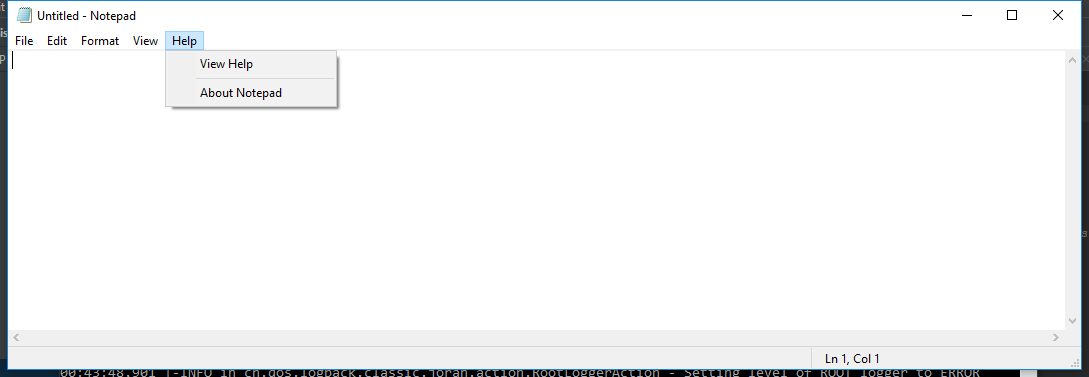 Untitled - Notepad
File Edit Format View Help
View Help
About Notepad
Ln 1, Col 1
00:43:48,901 |-INFO in ch.qos.logback.classic.joran.action.RootLoggerAction - Setting level of ROOT logger to ERROR